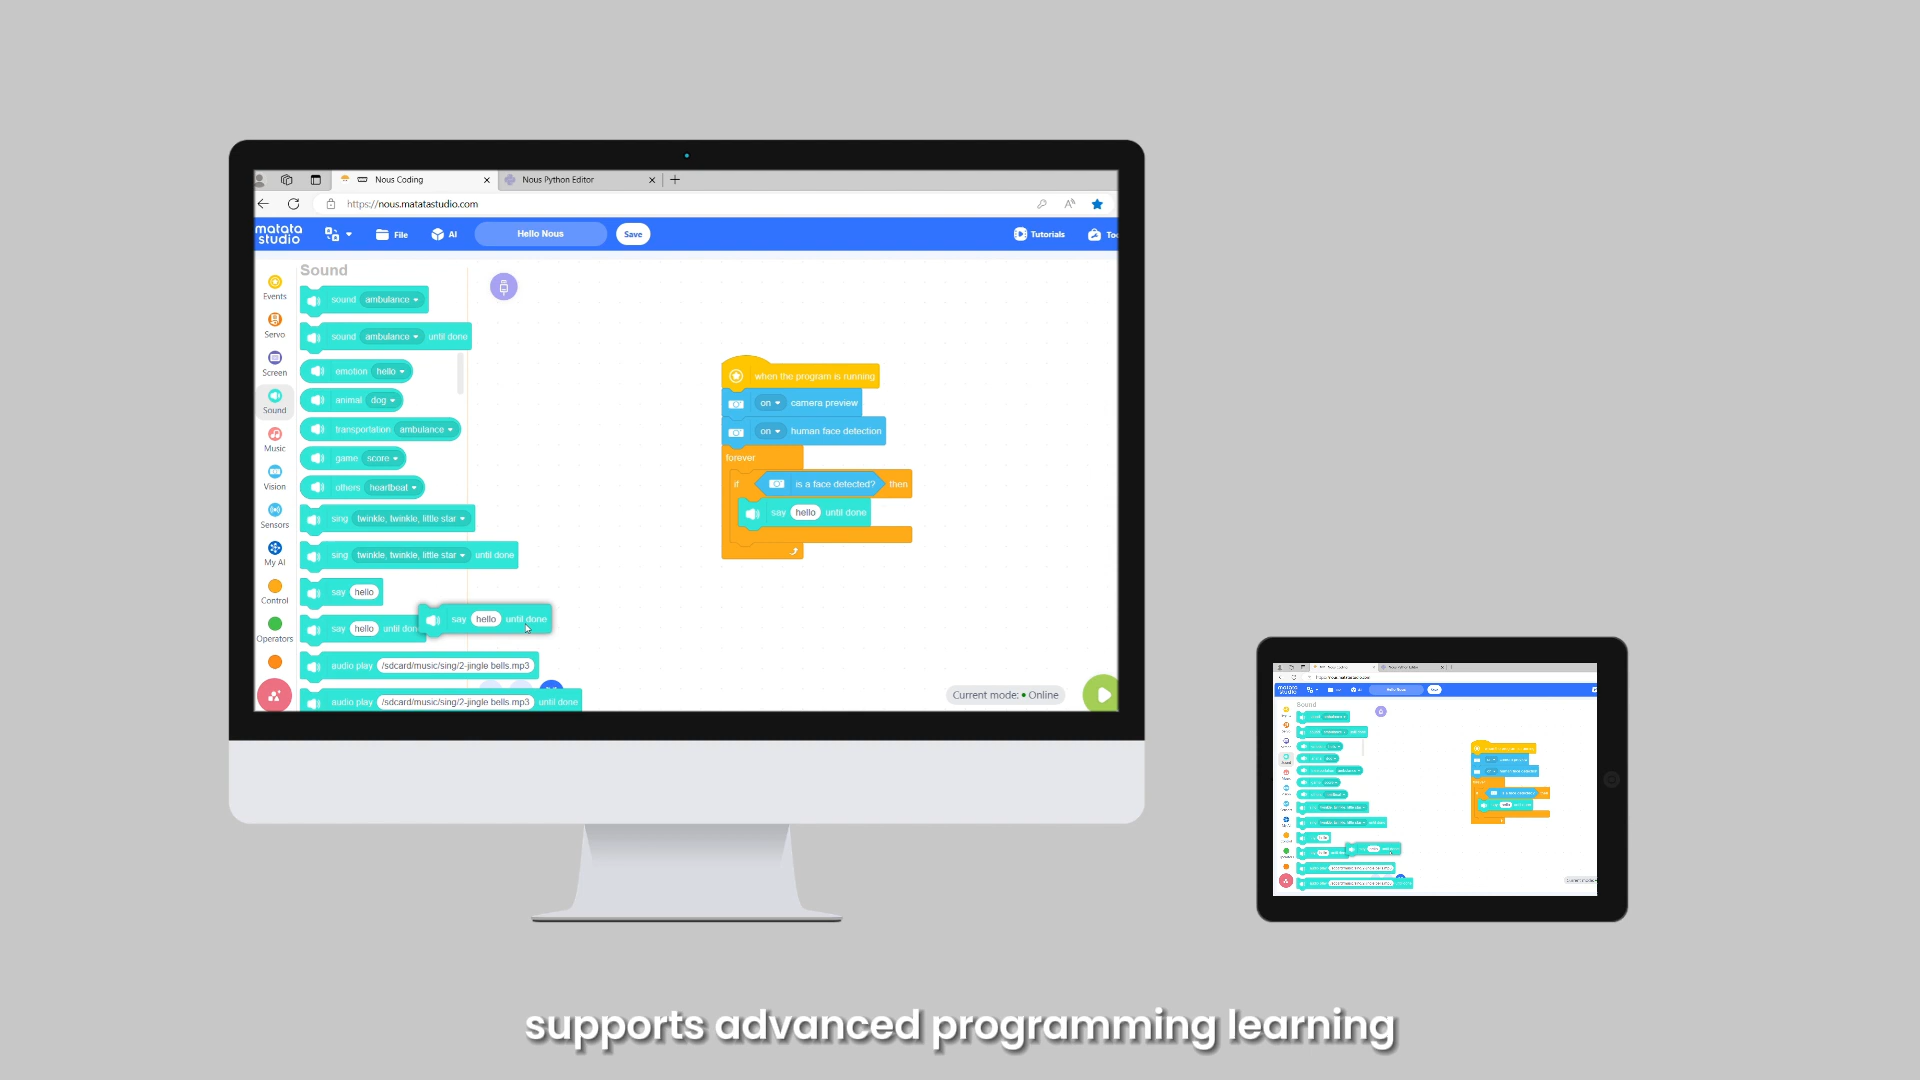 Nous Coding
Nous Python Editor
https://nous.matatastudio.com
matata studio
File
AI
Hello Nous
Save
Tutorials
Events
Servo
Screen
Sound
Music
Vision
Sensors
My AI
Control
Operators
Sound
sound ambulance
sound ambulance until done
emotion hello
animal dog
transportation ambulance
game score
others heartbeat
sing twinkle, twinkle, little star
sing twinkle, twinkle, little star until done
say hello
say hello until don
say hello until done
audio play /sdcard/music/sing/2-jingle bells.mp3
audio play /sdcard/music/sing/2-jingle bells.mp3 until done
when the program is running
on camera preview
on human face detection
forever
if is a face detected? then
say hello until done
Current mode: • Online
supports advanced programming learning